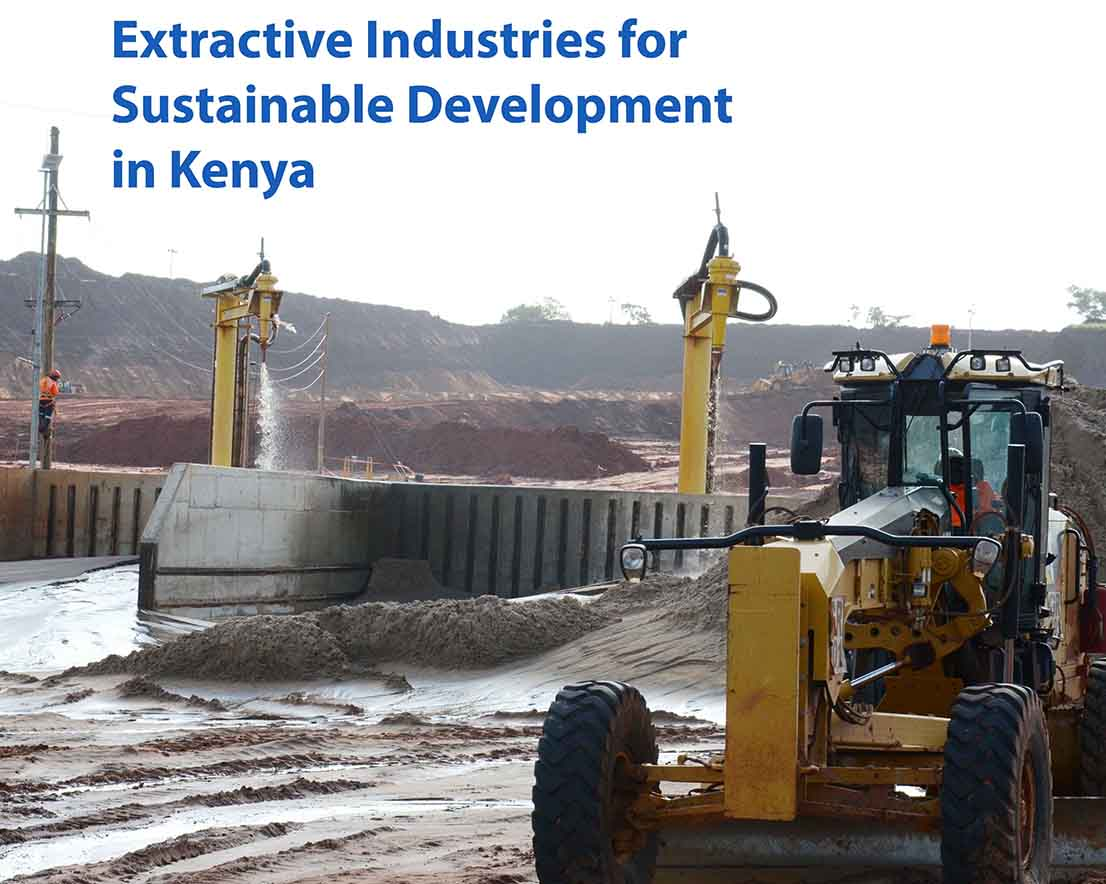 Extractive Industries for
Sustainable Development
in Kenya